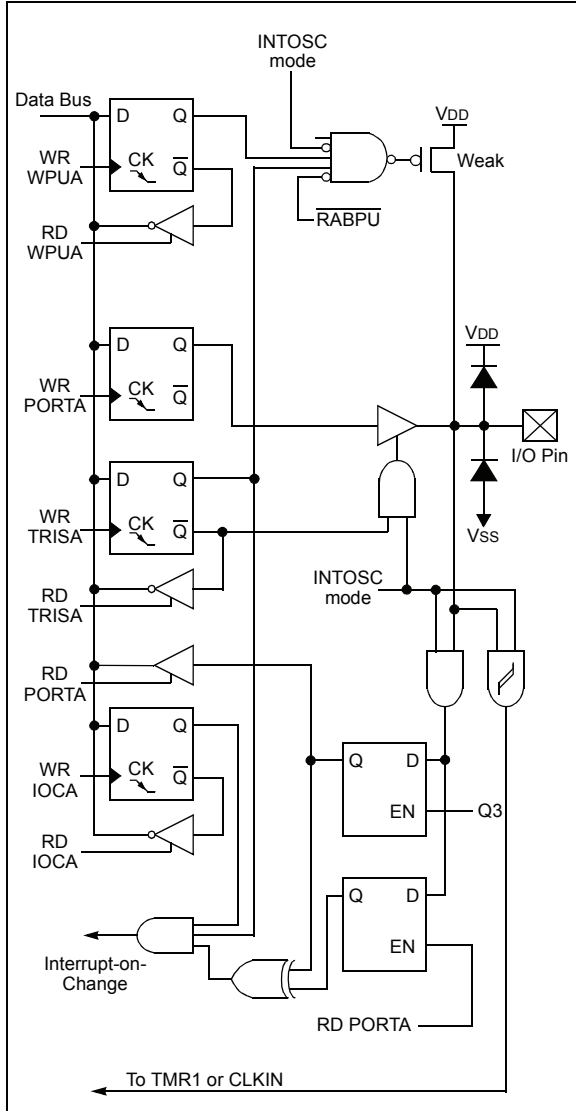 INTOSC
mode
Data Bus
VDD
D Q
WR
WPUA
CK
Q
Weak
RABPU
RD
WPUA
D Q
VDD
WR
PORTA
CK
Q
I/O Pin
D Q
WR
TRISA
CK
Q
VSS
INTOSC
mode
RD
TRISA
RD
PORTA
D Q
WR
IOCA
CK
Q
Q D
EN
Q3
RD
IOCA
Q D
EN
Interrupt-on-
Change
RD PORTA
To TMR1 or CLKIN